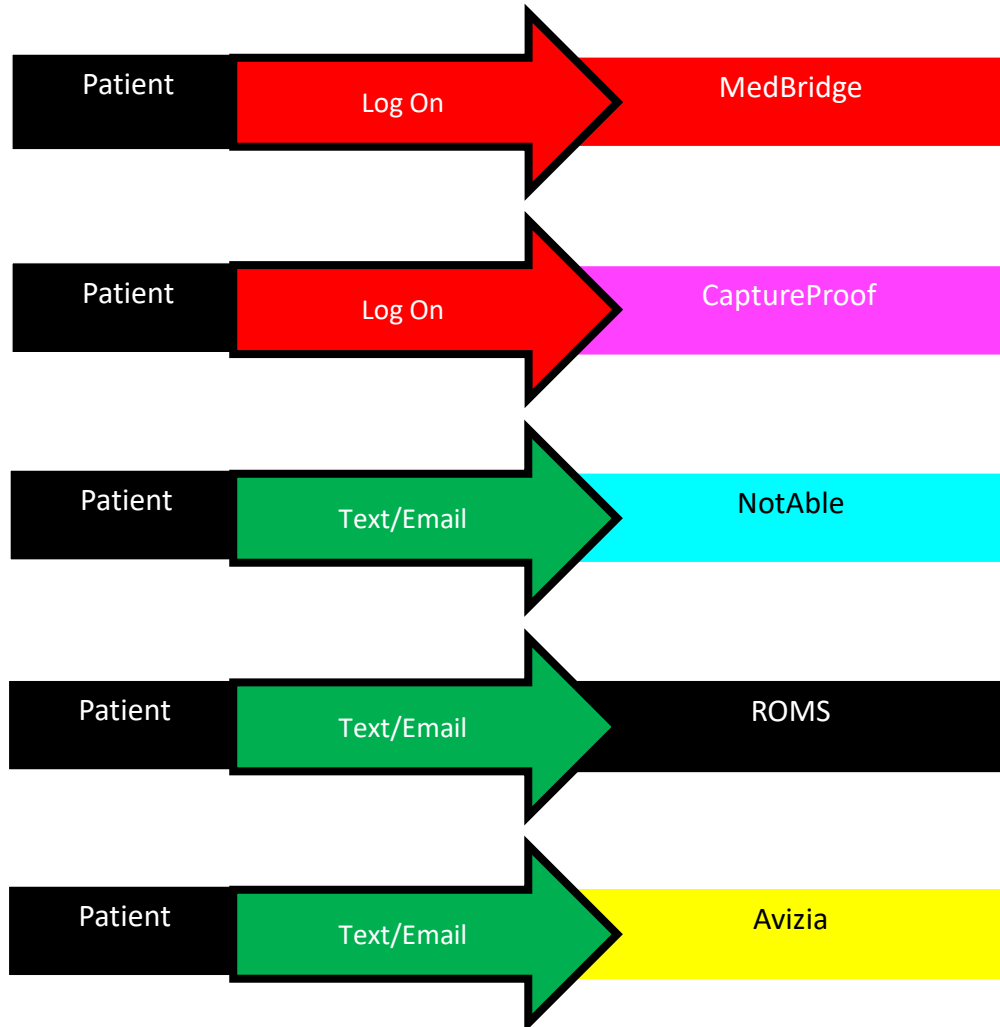 Patient Log On MedBridge
Patient Log On CaptureProof
Patient Text/Email NotAble
Patient Text/Email ROMS
Patient Text/Email Avizia